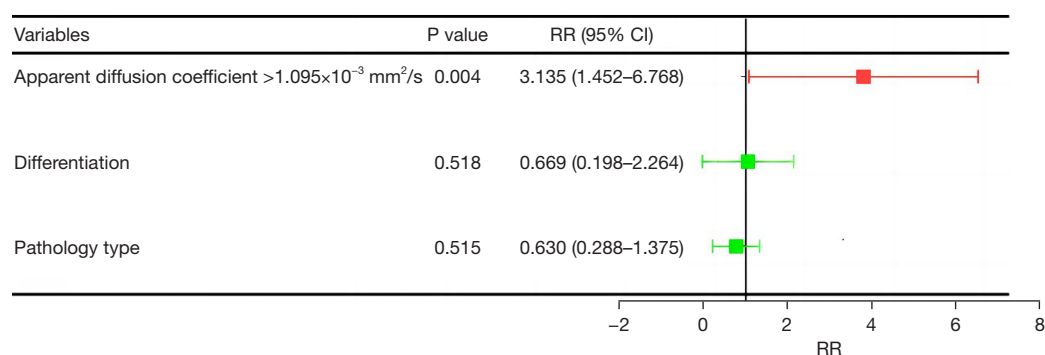 Variables P value RR (95% CI)
Apparent diffusion coefficient >1.095×10⁻³ mm²/s 0.004 3.135 (1.452–6.768)
Differentiation 0.518 0.669 (0.198–2.264)
Pathology type 0.515 0.630 (0.288–1.375)
−2 0 2 4 6 8
RR